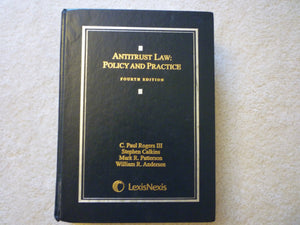 ANTITRUST LAW:
POLICY AND PRACTICE
FOURTH EDITION
C. Paul Rogers III
Stephen Calkins
Mark R. Patterson
William R. Andersen
LexisNexis